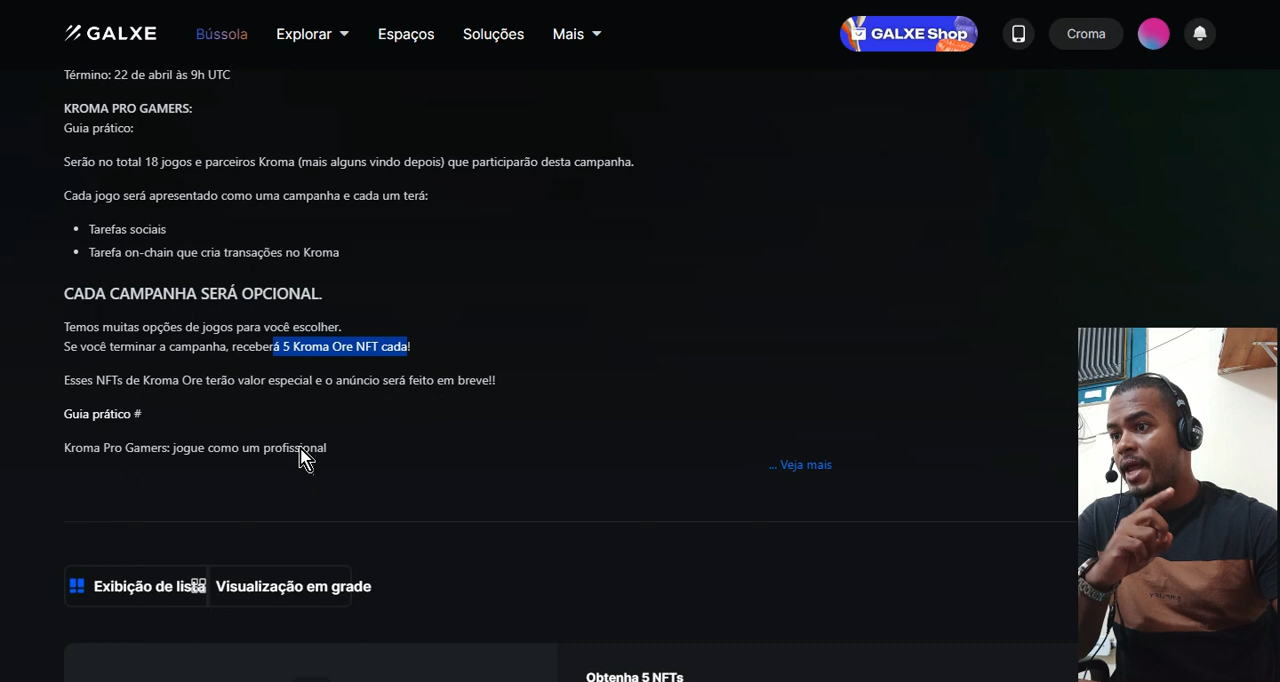 GALXE
Bússola
Explorar
Espaços
Soluções
Mais
GALXE Shop
Croma
Término: 22 de abril às 9h UTC
KROMA PRO GAMERS:
Guia prático:
Serão no total 18 jogos e parceiros Kroma (mais alguns vindo depois) que participarão desta campanha.
Cada jogo será apresentado como uma campanha e cada um terá:
• Tarefas sociais
• Tarefa on-chain que cria transações no Kroma
CADA CAMPANHA SERÁ OPCIONAL.
Temos muitas opções de jogos para você escolher.
Se você terminar a campanha, receberá 5 Kroma Ore NFT cada!
Esses NFTs de Kroma Ore terão valor especial e o anúncio será feito em breve!!
Guia prático #
Kroma Pro Gamers: jogue como um profissional
... Veja mais
Exibição de lista
Visualização em grade
Obtenha 5 NFTs